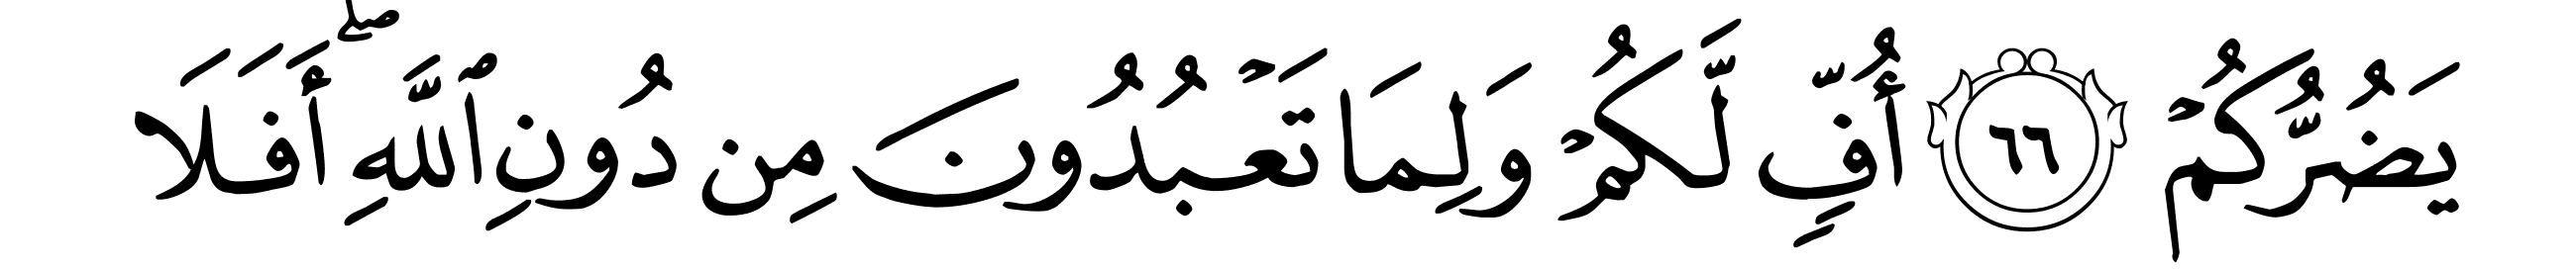 يَضُرُّكُمْ ٦٦ أُفٍّ لَّكُمْ وَلِمَا تَعْبُدُونَ مِن دُونِ ٱللَّهِ ۖ أَفَلَا